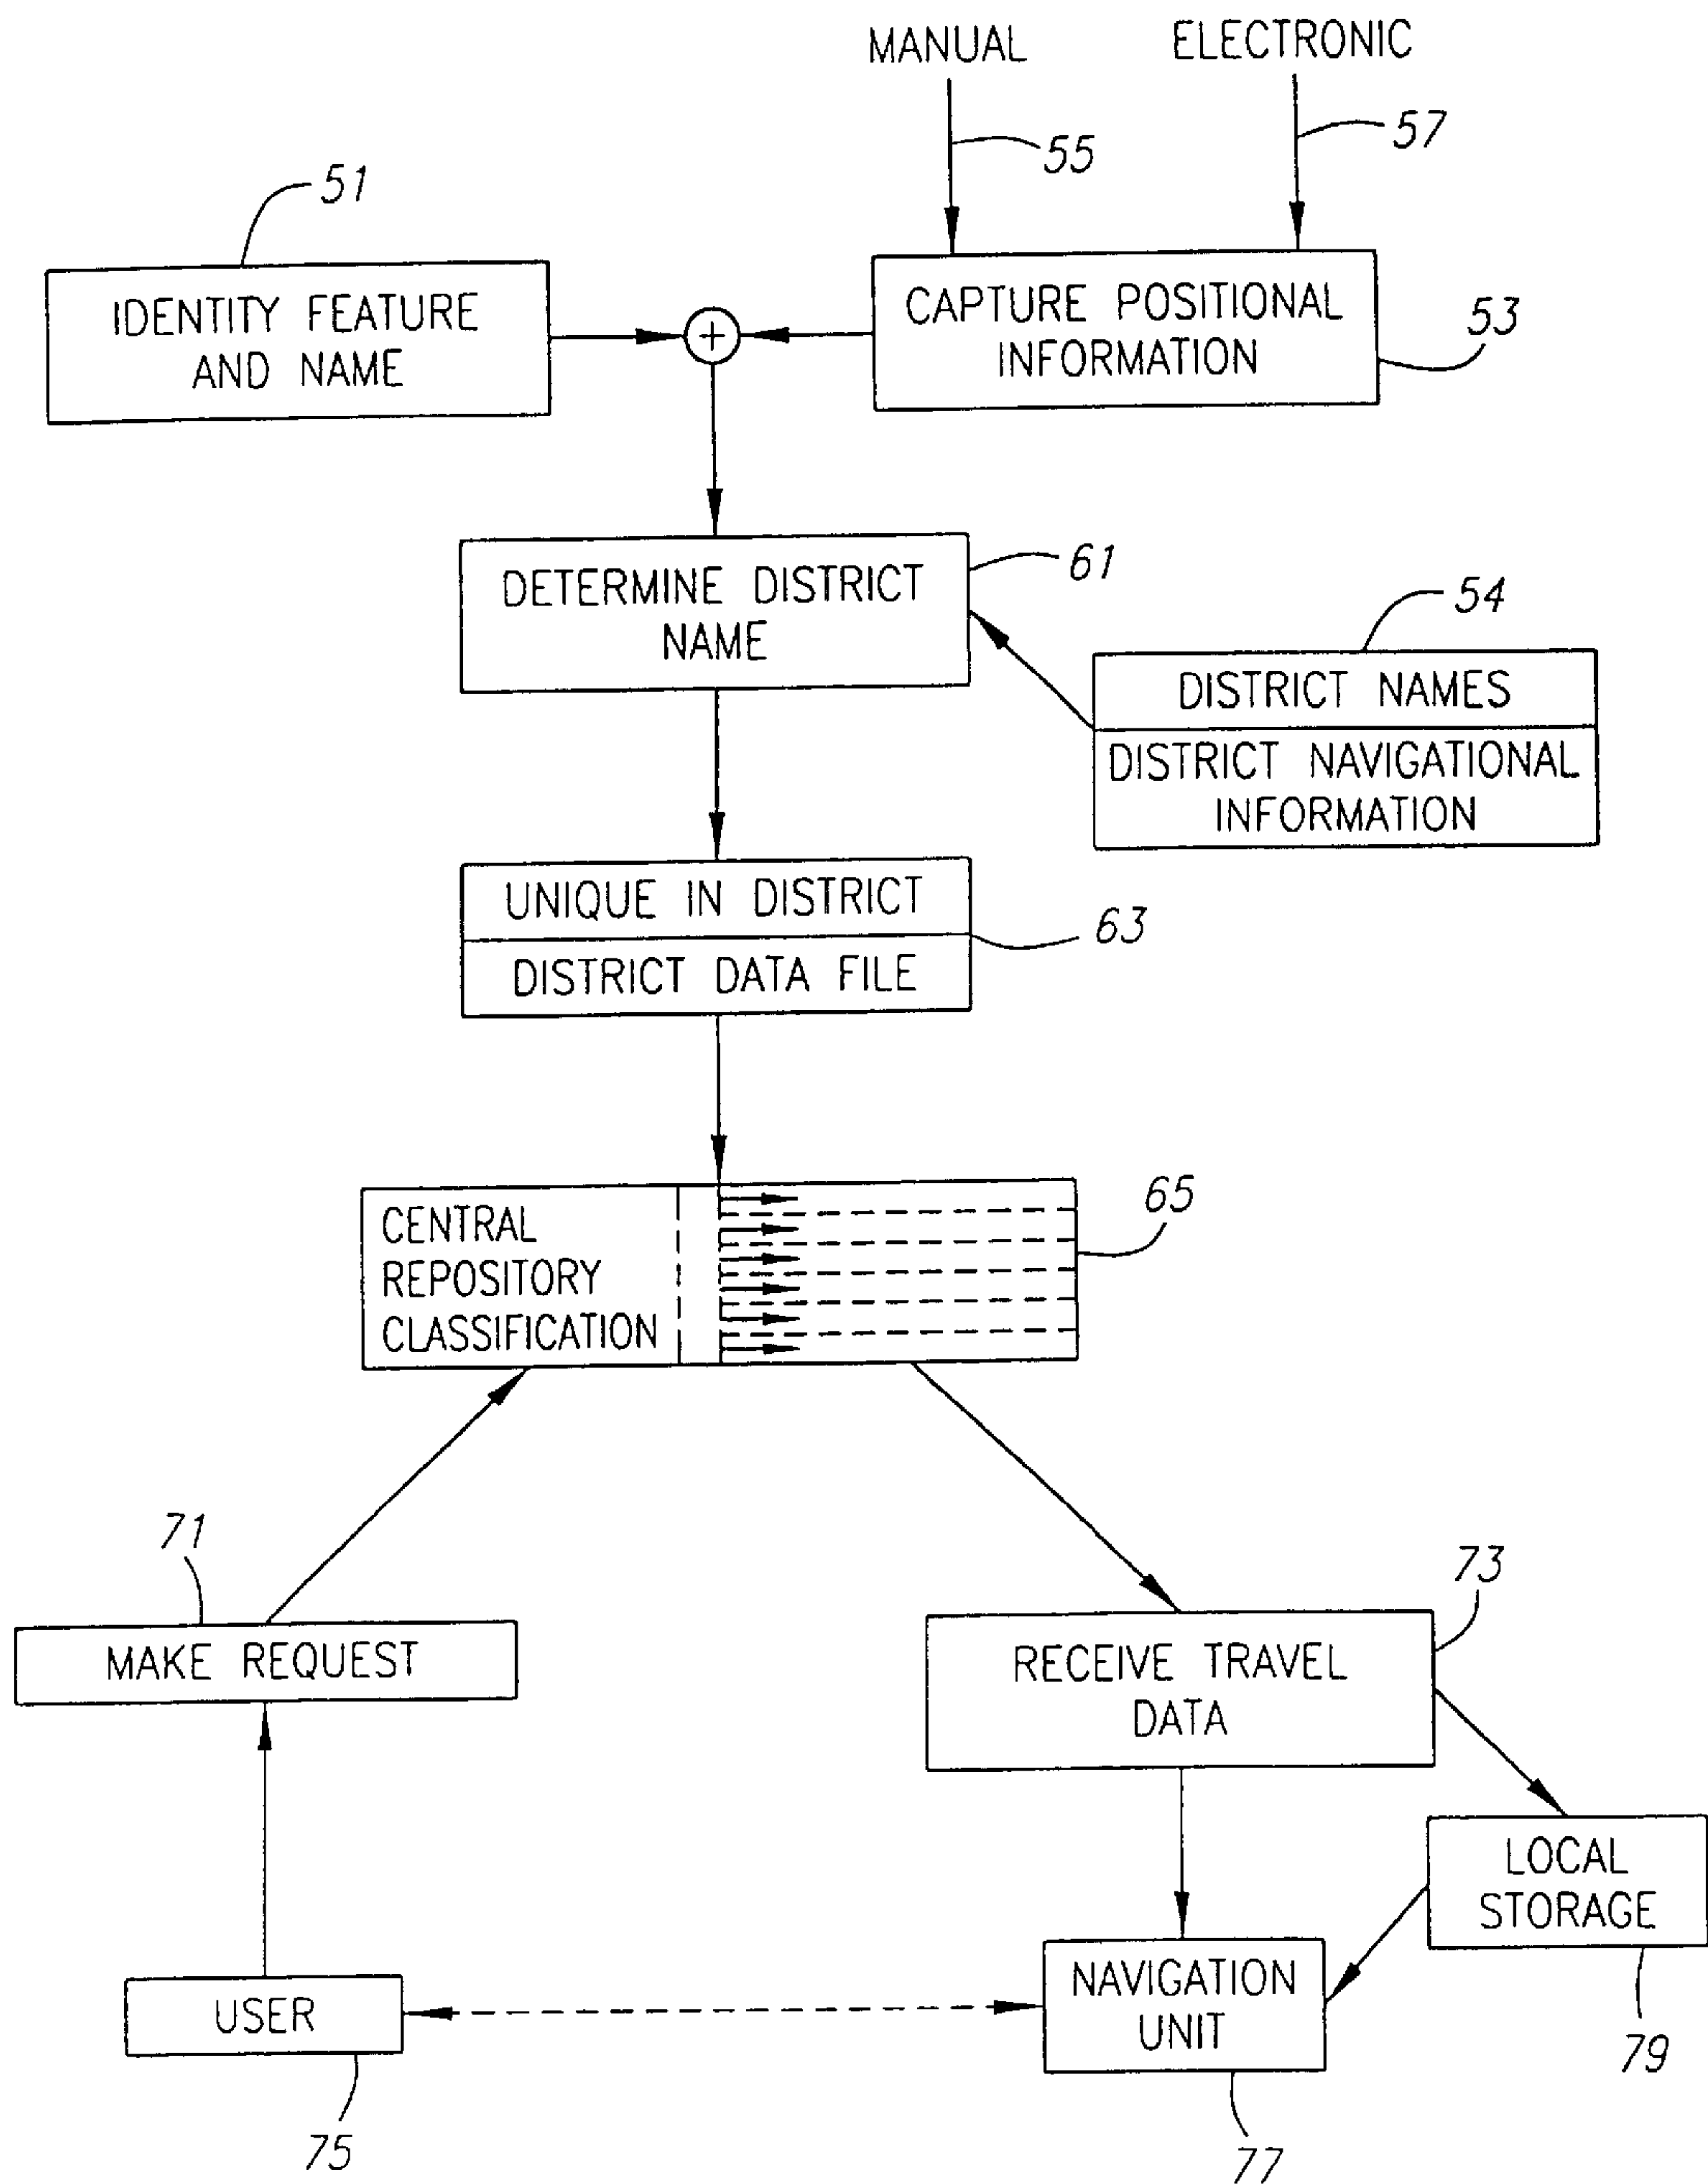 MANUAL
ELECTRONIC
55
57
51
IDENTITY FEATURE
AND NAME
+
CAPTURE POSITIONAL
INFORMATION
53
DETERMINE DISTRICT
NAME
61
54
DISTRICT NAMES
DISTRICT NAVIGATIONAL
INFORMATION
UNIQUE IN DISTRICT
DISTRICT DATA FILE
63
CENTRAL
REPOSITORY
CLASSIFICATION
65
71
MAKE REQUEST
73
RECEIVE TRAVEL
DATA
LOCAL
STORAGE
79
USER
75
NAVIGATION
UNIT
77